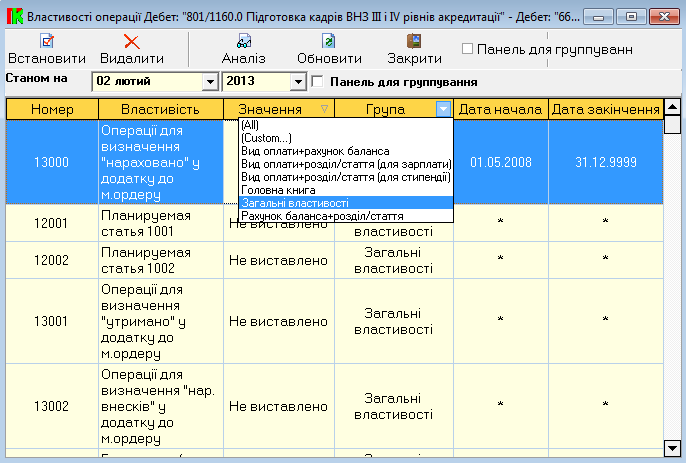 Властивості операції Дебет: "801/1160.0 Підготовка кадрів ВНЗ III і IV рівнів акредитації" - Дебет: "66...
Встановити Видалити Аналіз Обновити Закрити Панель для группуванн
Станом на 02 лютий 2013 Панель для группування
Номер Властивість Значення Група Дата начала Дата закінчення
Операції для
визначення
13000 "нараховано" у 01.05.2008 31.12.9999
додатку до
м.ордеру
(All)
(Custom...)
Вид оплати+рахунок баланса
Вид оплати+розділ/стаття (для зарплати)
Вид оплати+розділ/стаття (для стипендії)
Головна книга
Загальні властивості
Рахунок баланса+розділ/стаття
12001 Планируемая статья 1001 Не виставлено властивості * *
12002 Планируемая статья 1002 Не виставлено Загальні властивості * *
Операції для
визначення
13001 "утримано" у Не виставлено Загальні властивості * *
додатку до
м.ордеру
Операції для
визначення "нар.
13002 внесків" у Не виставлено Загальні властивості * *
додатку до
м.ордеру